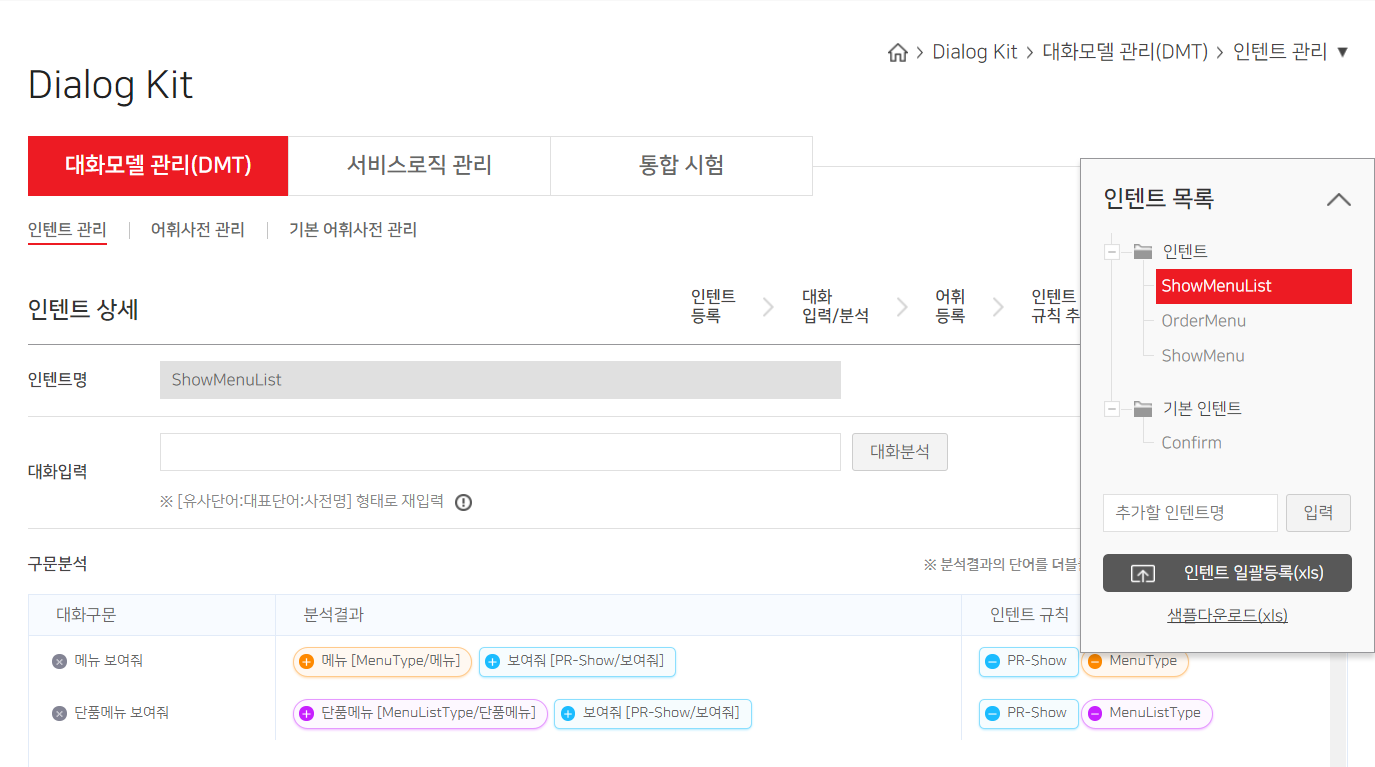 Dialog Kit > 대화모델 관리(DMT) > 인텐트 관리 ▼
Dialog Kit
대화모델 관리(DMT) 서비스로직 관리 통합 시험
인텐트 관리 어휘사전 관리 기본 어휘사전 관리
인텐트 상세
인텐트
등록
대화
입력/분석
어휘
등록
인텐트
규칙 추
인텐트명 ShowMenuList
대화입력 대화분석
※ [유사단어:대표단어:사전명] 형태로 재입력
구문분석 ※ 분석결과의 단어를 더블
대화구문 분석결과 인텐트 규칙
메뉴 보여줘 메뉴 [MenuType/메뉴] 보여줘 [PR-Show/보여줘] PR-Show MenuType
단품메뉴 보여줘 단품메뉴 [MenuListType/단품메뉴] 보여줘 [PR-Show/보여줘] PR-Show MenuListType
인텐트 목록
인텐트
ShowMenuList
OrderMenu
ShowMenu
기본 인텐트
Confirm
추가할 인텐트명 입력
인텐트 일괄등록(xls)
샘플다운로드(xls)